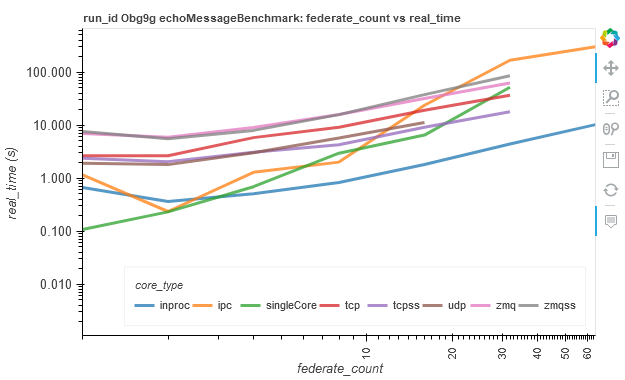 run_id Obg9g echoMessageBenchmark: federate_count vs real_time
100.000
10.000
1.000
0.100
0.010
real_time (s)
core_type
inproc ipc singleCore tcp tcpss udp zmq zmqss
10 20 30 40 50 60
federate_count